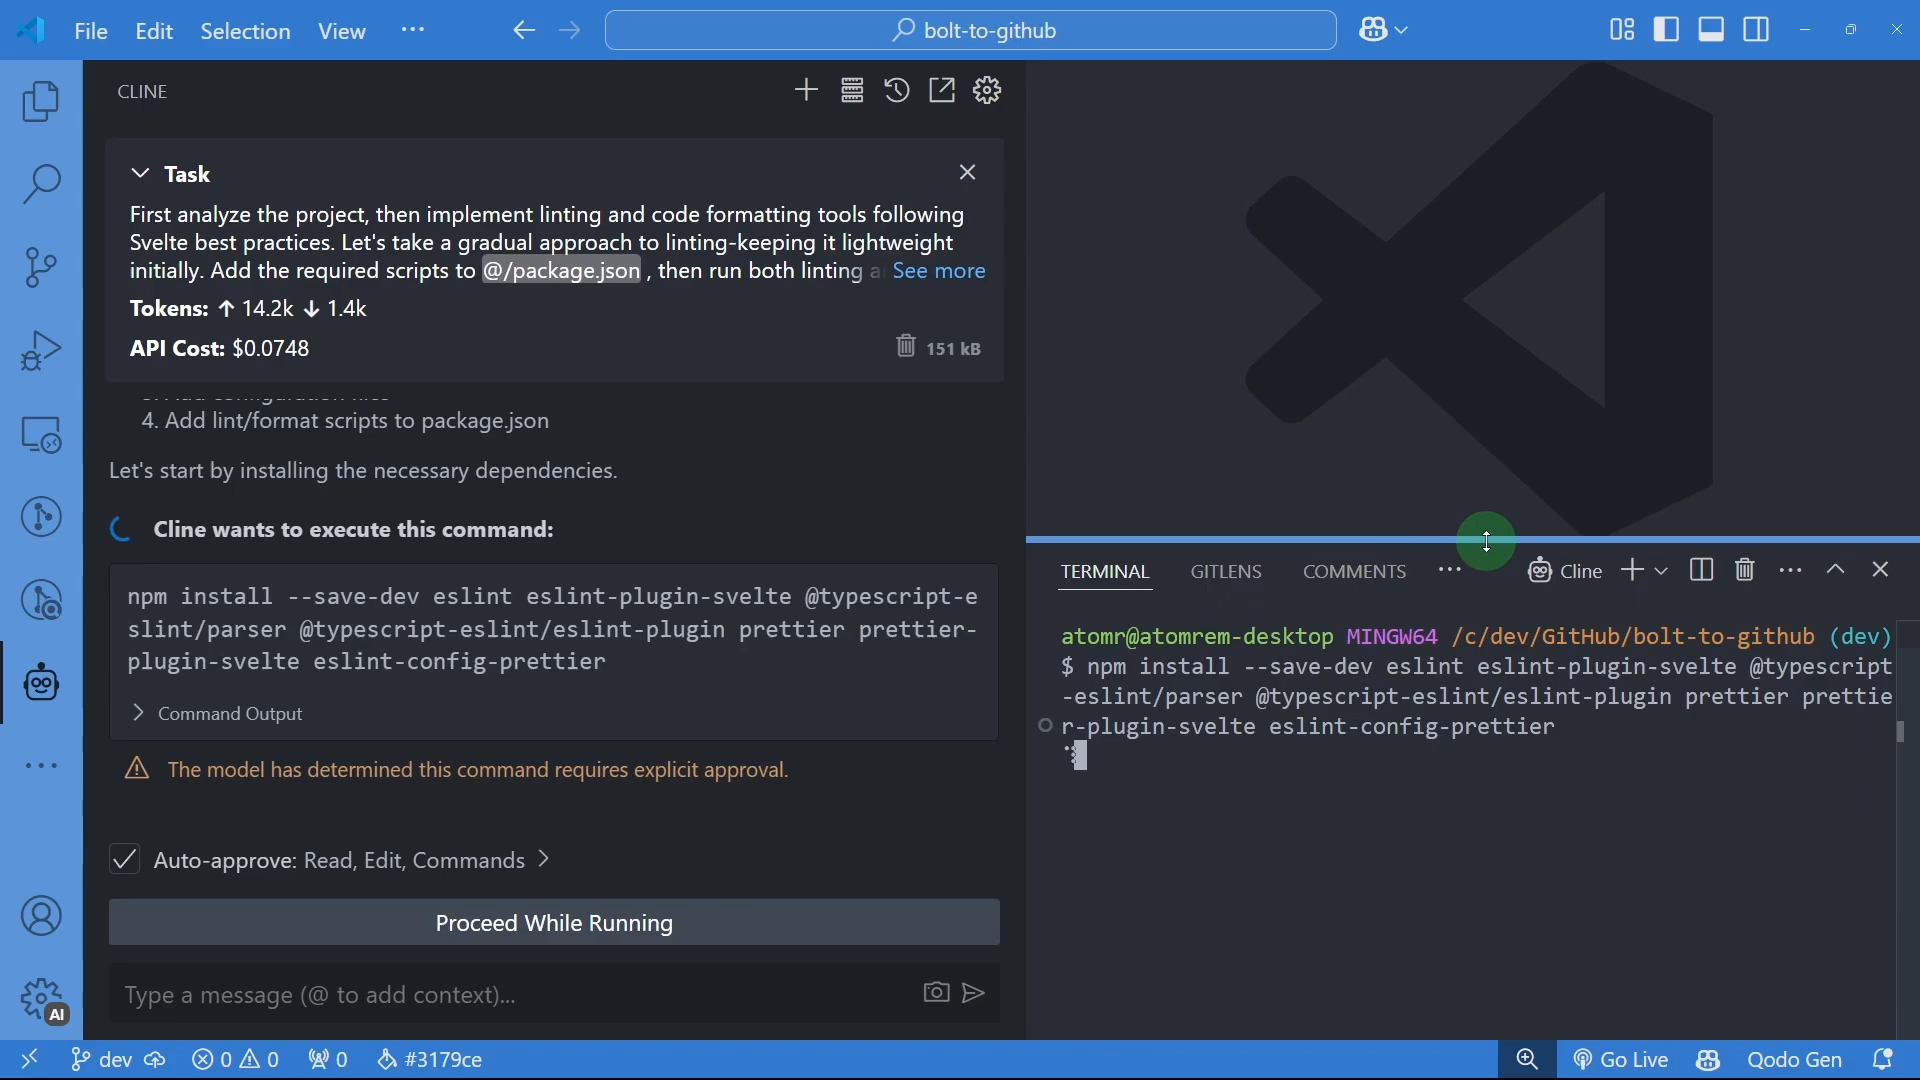 File Edit Selection View ···
bolt-to-github
CLINE
Task
First analyze the project, then implement linting and code formatting tools following
Svelte best practices. Let's take a gradual approach to linting-keeping it lightweight
initially. Add the required scripts to @/package.json , then run both linting a See more
Tokens: ↑ 14.2k ↓ 1.4k
API Cost: $0.0748
151 kB
4. Add lint/format scripts to package.json
Let's start by installing the necessary dependencies.
Cline wants to execute this command:
npm install --save-dev eslint eslint-plugin-svelte @typescript-e
slint/parser @typescript-eslint/eslint-plugin prettier prettier-
plugin-svelte eslint-config-prettier
Command Output
The model has determined this command requires explicit approval.
Auto-approve: Read, Edit, Commands
Proceed While Running
Type a message (@ to add context)...
AI
TERMINAL GITLENS COMMENTS ··· Cline
atomr@atomrem-desktop MINGW64 /c/dev/GitHub/bolt-to-github (dev)
$ npm install --save-dev eslint eslint-plugin-svelte @typescript
-eslint/parser @typescript-eslint/eslint-plugin prettier prettie
r-plugin-svelte eslint-config-prettier
dev 0 0 0 #3179ce Go Live Qodo Gen